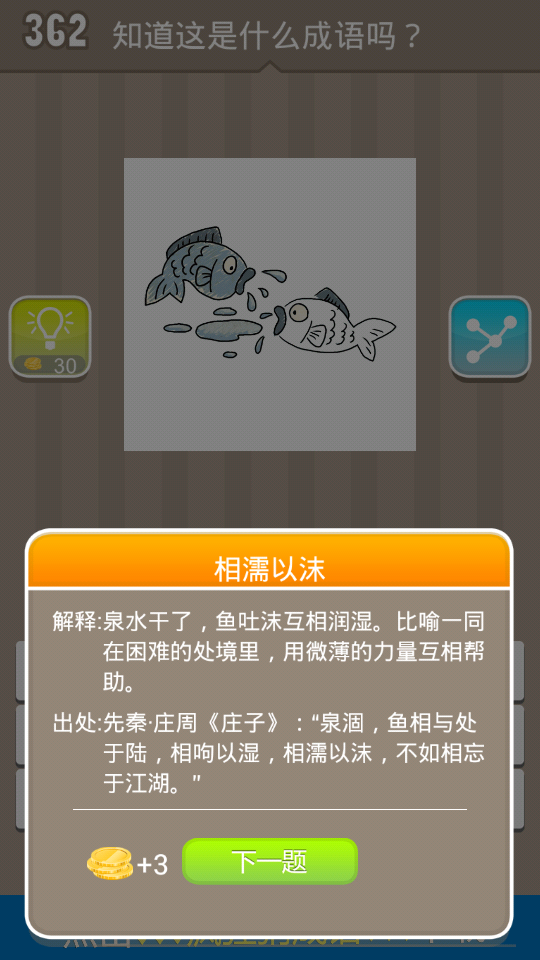 362 知道这是什么成语吗？
30
相濡以沫
解释:泉水干了，鱼吐沫互相润湿。比喻一同
在困难的处境里，用微薄的力量互相帮
助。
出处:先秦·庄周《庄子》：“泉涸，鱼相与处
于陆，相呴以湿，相濡以沫，不如相忘
于江湖。”
+3
下一题